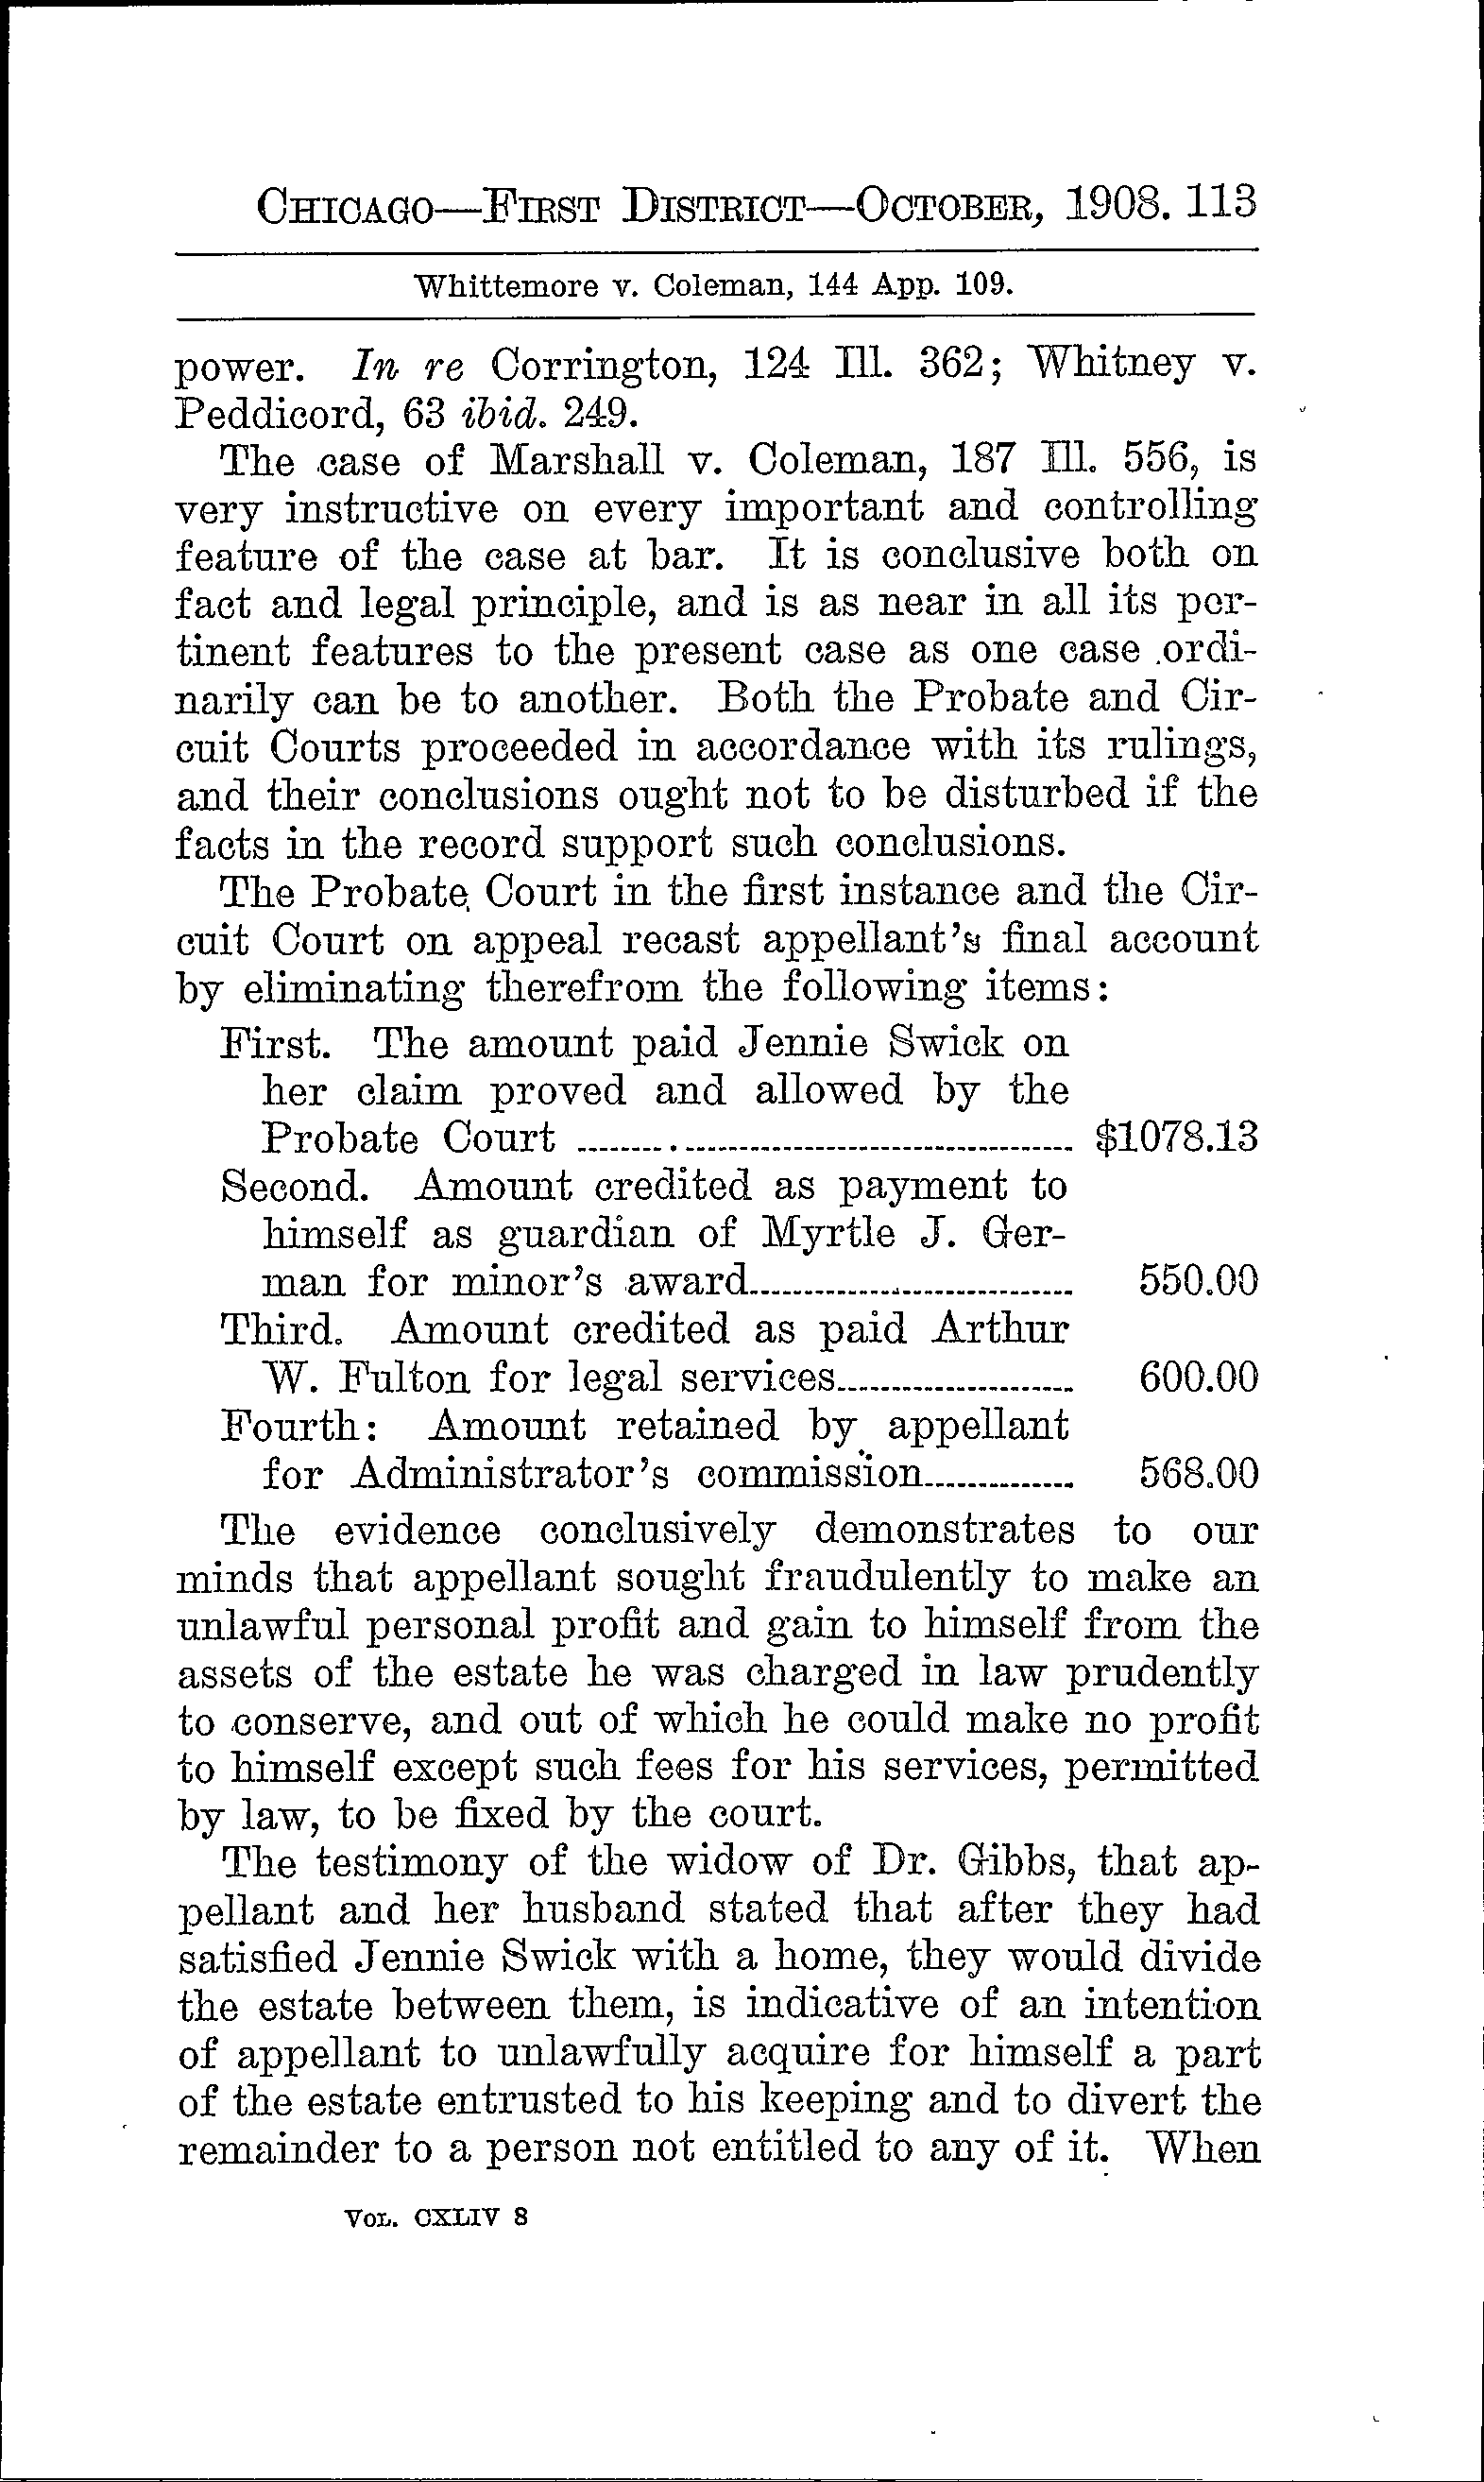 CHICAGO—FIRST DISTRICT—OCTOBER, 1908. 113
Whittemore v. Coleman, 144 App. 109.
power. In re Corrington, 124 Ill. 362; Whitney v.
Peddicord, 63 ibid. 249.
The case of Marshall v. Coleman, 187 Ill. 556, is
very instructive on every important and controlling
feature of the case at bar. It is conclusive both on
fact and legal principle, and is as near in all its per-
tinent features to the present case as one case ordi-
narily can be to another. Both the Probate and Cir-
cuit Courts proceeded in accordance with its rulings,
and their conclusions ought not to be disturbed if the
facts in the record support such conclusions.
The Probate Court in the first instance and the Cir-
cuit Court on appeal recast appellant's final account
by eliminating therefrom the following items:
First. The amount paid Jennie Swick on
her claim proved and allowed by the
Probate Court ........ $1078.13
Second. Amount credited as payment to
himself as guardian of Myrtle J. Ger-
man for minor's award........ 550.00
Third. Amount credited as paid Arthur
W. Fulton for legal services........ 600.00
Fourth: Amount retained by appellant
for Administrator's commission........ 568.00
The evidence conclusively demonstrates to our
minds that appellant sought fraudulently to make an
unlawful personal profit and gain to himself from the
assets of the estate he was charged in law prudently
to conserve, and out of which he could make no profit
to himself except such fees for his services, permitted
by law, to be fixed by the court.
The testimony of the widow of Dr. Gibbs, that ap-
pellant and her husband stated that after they had
satisfied Jennie Swick with a home, they would divide
the estate between them, is indicative of an intention
of appellant to unlawfully acquire for himself a part
of the estate entrusted to his keeping and to divert the
remainder to a person not entitled to any of it. When
VOL. CXLIV 8